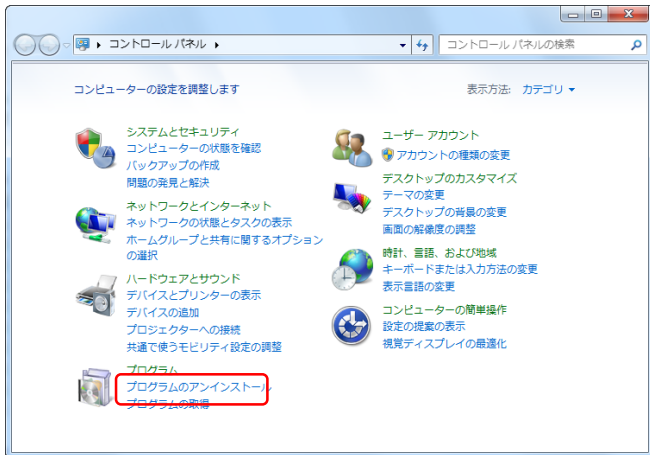 コントロール パネル
コントロール パネルの検索
コンピューターの設定を調整します
表示方法: カテゴリ
システムとセキュリティ
コンピューターの状態を確認
バックアップの作成
問題の発見と解決
ネットワークとインターネット
ネットワークの状態とタスクの表示
ホームグループと共有に関するオプション
の選択
ハードウェアとサウンド
デバイスとプリンターの表示
デバイスの追加
プロジェクターへの接続
共通で使うモビリティ設定の調整
プログラム
プログラムのアンインストール
プログラムの取得
ユーザー アカウント
アカウントの種類の変更
デスクトップのカスタマイズ
テーマの変更
デスクトップの背景の変更
画面の解像度の調整
時計、言語、および地域
キーボードまたは入力方法の変更
表示言語の変更
コンピューターの簡単操作
設定の提案の表示
視覚ディスプレイの最適化